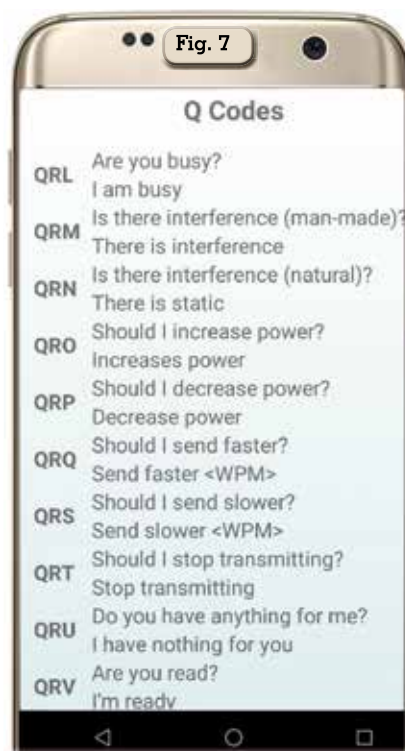 Fig. 7
Q Codes
QRL
Are you busy?
I am busy
QRM
Is there interference (man-made)?
There is interference
QRN
Is there interference (natural)?
There is static
QRO
Should I increase power?
Increases power
QRP
Should I decrease power?
Decrease power
QRQ
Should I send faster?
Send faster <WPM>
QRS
Should I send slower?
Send slower <WPM>
QRT
Should I stop transmitting?
Stop transmitting
QRU
Do you have anything for me?
I have nothing for you
QRV
Are you read?
I'm ready